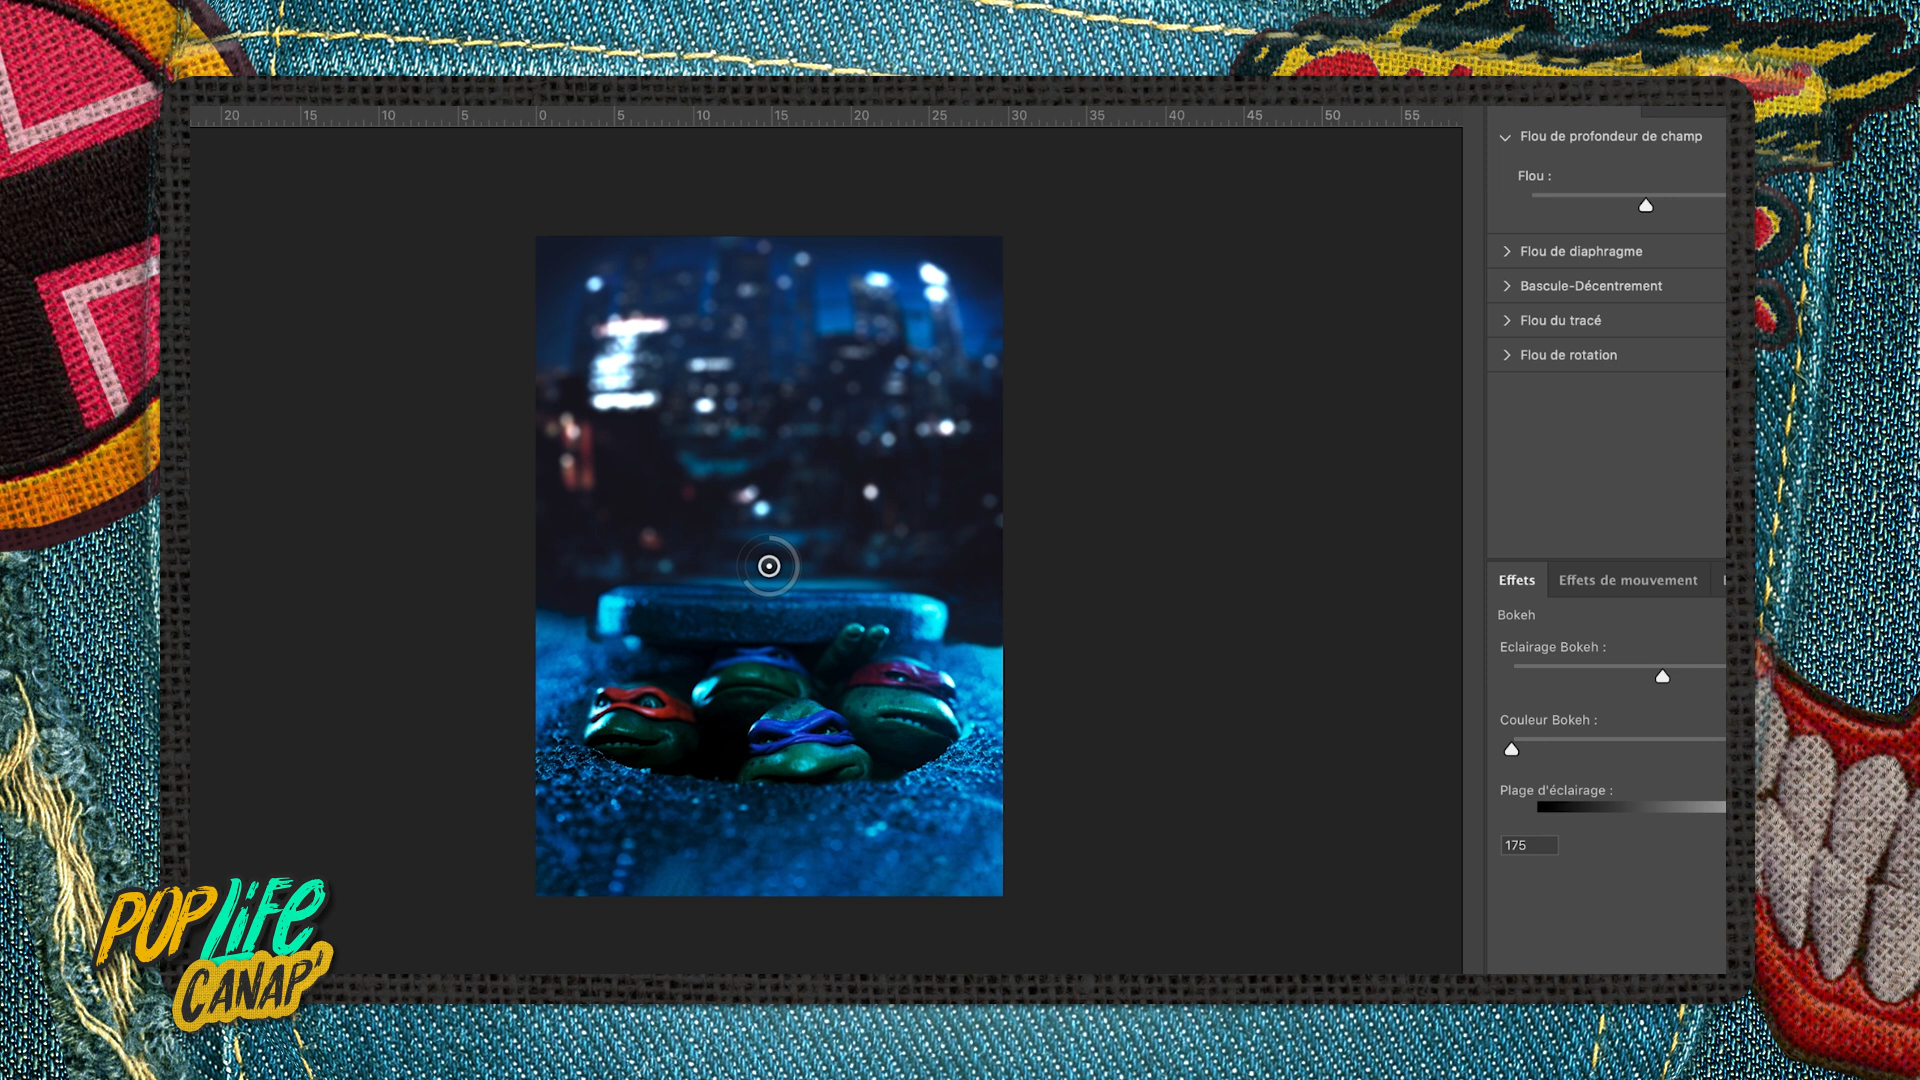 20 15 10 5 0 5 10 15 20 25 30 35 40 45 50 55
Flou de profondeur de champ
Flou :
Flou de diaphragme
Bascule-Décentrement
Flou du tracé
Flou de rotation
Effets Effets de mouvement
Bokeh
Eclairage Bokeh :
Couleur Bokeh :
Plage d'éclairage :
175
POP LIFE
CANAP'